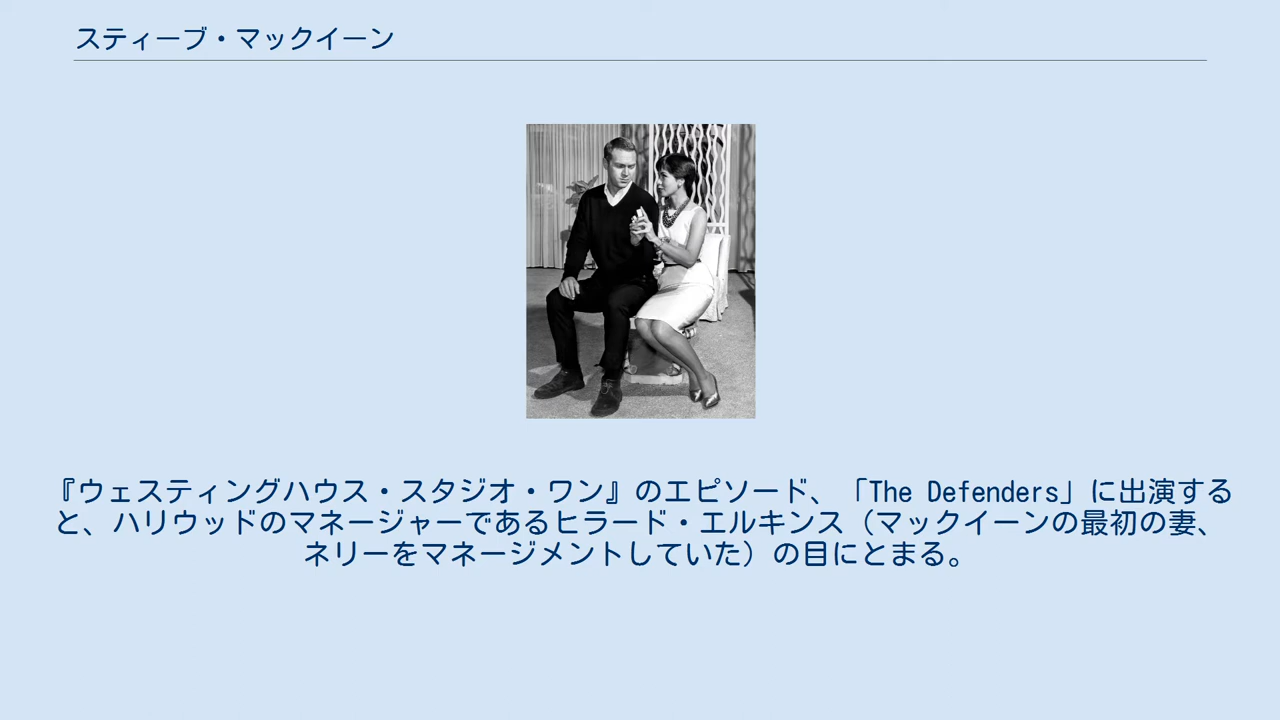 スティーブ・マックイーン
『ウェスティングハウス・スタジオ・ワン』のエピソード、「The Defenders」に出演する
と、ハリウッドのマネージャーであるヒラード・エルキンス（マックイーンの最初の妻、
ネリーをマネージメントしていた）の目にとまる。